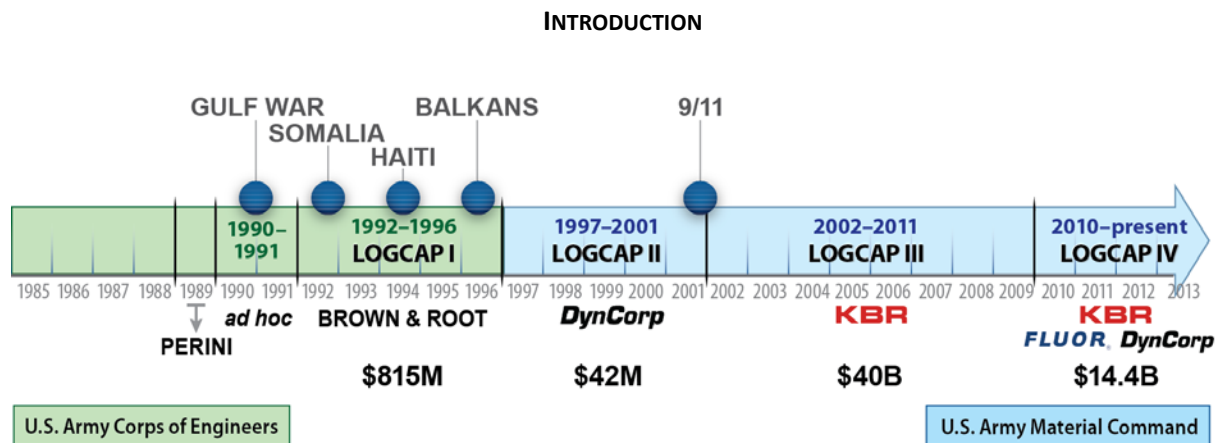 INTRODUCTION
GULF WAR
SOMALIA
HAITI
BALKANS
9/11
1990–
1991
1992–1996
LOGCAP I
1997–2001
LOGCAP II
2002–2011
LOGCAP III
2010–present
LOGCAP IV
1985 1986 1987 1988 1989 1990 1991 1992 1993 1994 1995 1996 1997 1998 1999 2000 2001 2002 2003 2004 2005 2006 2007 2008 2009 2010 2011 2012 2013
PERINI
ad hoc
BROWN & ROOT
DynCorp
KBR
KBR
FLUOR® DynCorp
$815M
$42M
$40B
$14.4B
U.S. Army Corps of Engineers
U.S. Army Material Command